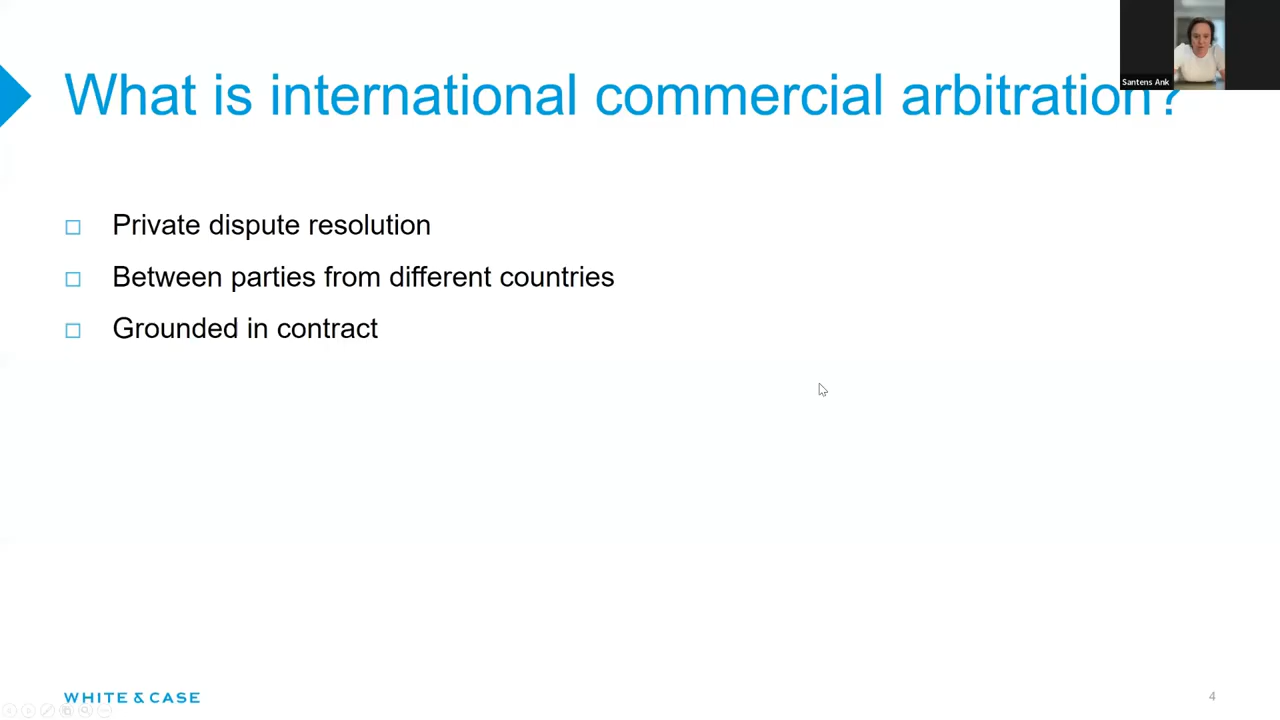 What is international commercial arbitration?
Santens Ank
Private dispute resolution
Between parties from different countries
Grounded in contract
WHITE & CASE
4